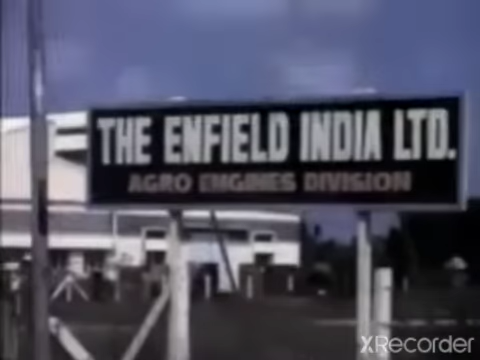 THE ENFIELD INDIA LTD.
AGRO ENGINES DIVISION
XRecorder